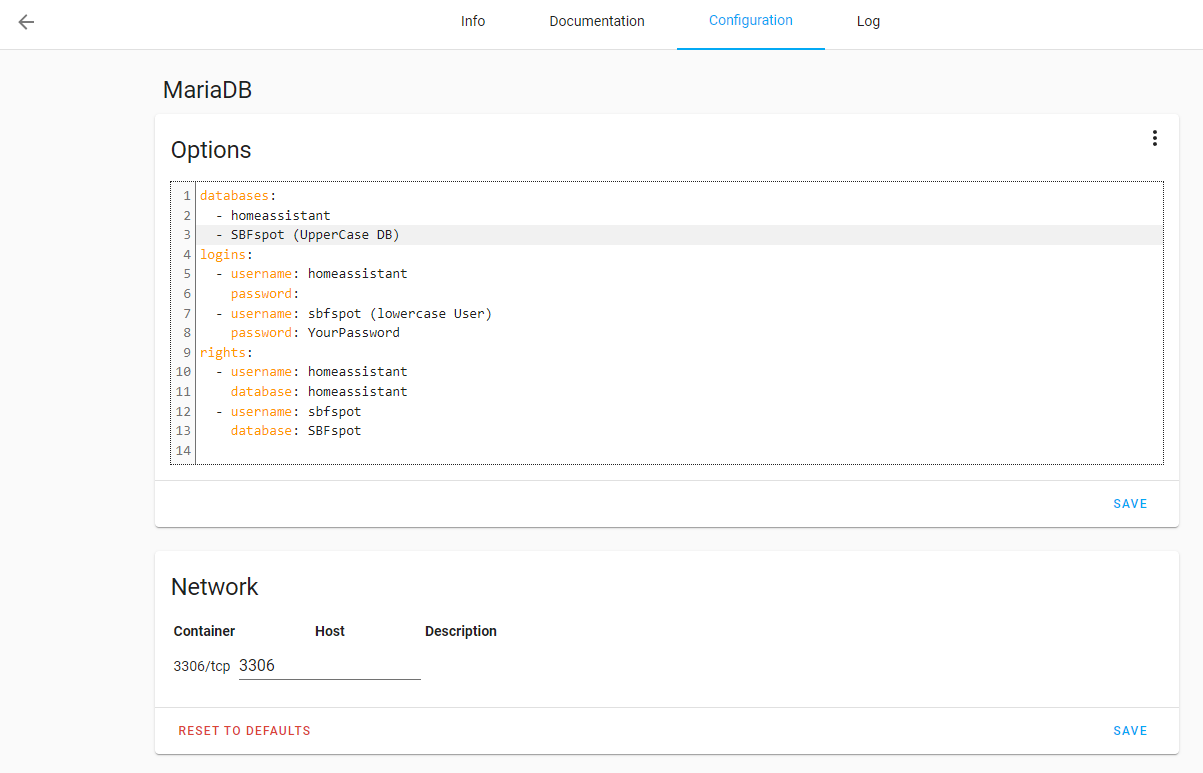 Info Documentation Configuration Log
MariaDB
Options
1 databases:
2 - homeassistant
3 - SBFspot (UpperCase DB)
4 logins:
5 - username: homeassistant
6 password:
7 - username: sbfspot (lowercase User)
8 password: YourPassword
9 rights:
10 - username: homeassistant
11 database: homeassistant
12 - username: sbfspot
13 database: SBFspot
14
SAVE
Network
Container Host Description
3306/tcp 3306
RESET TO DEFAULTS SAVE